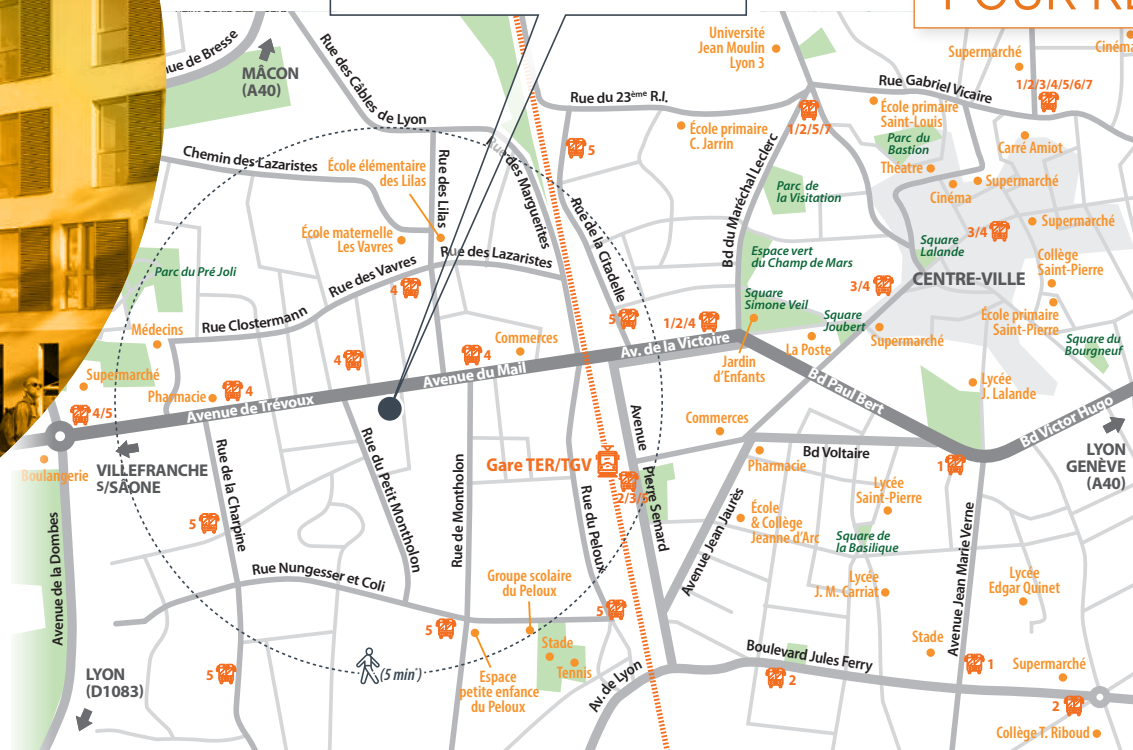 POUR RE
Université
Jean Moulin
Lyon 3
Supermarché
Cinéma
rue de Bresse
MÂCON
(A40)
Rue des Câbles de Lyon
Rue du 23ème R.I.
Rue Gabriel Vicaire
1/2/3/4/5/6/7
1/2/5/7
École primaire
Saint-Louis
Parc du
Bastion
École primaire
C. Jarrin
Carré Amiot
5
Chemin des Lazaristes
École élémentaire
des Lilas
Rue des Lilas
Rue des Marguerites
Rue de la Citadelle
Bd du Maréchal Leclerc
Théatre
Cinéma
Supermarché
Parc de
la Visitation
Supermarché
3/4
École maternelle
Les Vavres
Rue des Lazaristes
Square
Lalande
Espace vert
du Champ de Mars
Collège
Saint-Pierre
Parc du Pré Joli
Rue des Vavres
4
CENTRE-VILLE
3/4
Square
Simone Veil
Square
Joubert
École primaire
Saint-Pierre
Rue Clostermann
5
1/2/4
Médecins
Commerces
Av. de la Victoire
La Poste
Supermarché
Square du
Bourgneuf
4
4
Avenue du Mail
Jardin
d'Enfants
Supermarché
Pharmacie
4
Bd Paul Bert
Lycée
J. Lalande
4/5
Avenue de Trévoux
Avenue Pierre Semard
Commerces
Bd Victor Hugo
LYON
GENÈVE
(A40)
Boulangerie
VILLEFRANCHE
S/SÂONE
Rue de la Charpine
Rue du Petit Montholon
Rue de Montholon
Gare TER/TGV
2/3/5
Bd Voltaire
Pharmacie
1
Lycée
Saint-Pierre
Rue du Peloux
5
École
& Collège
Jeanne d'Arc
Avenue Jean Jaurès
Square de
la Basilique
Avenue Jean Marie Verne
Avenue de la Dombes
Rue Nungesser et Coli
Groupe scolaire
du Peloux
Lycée
J. M. Carriat
Lycée
Edgar Quinet
5
5
Stade
Tennis
Stade
Boulevard Jules Ferry
1
Supermarché
LYON
(D1083)
5
(5 min)
Espace
petite enfance
du Peloux
Av. de Lyon
2
2
Collège T. Riboud